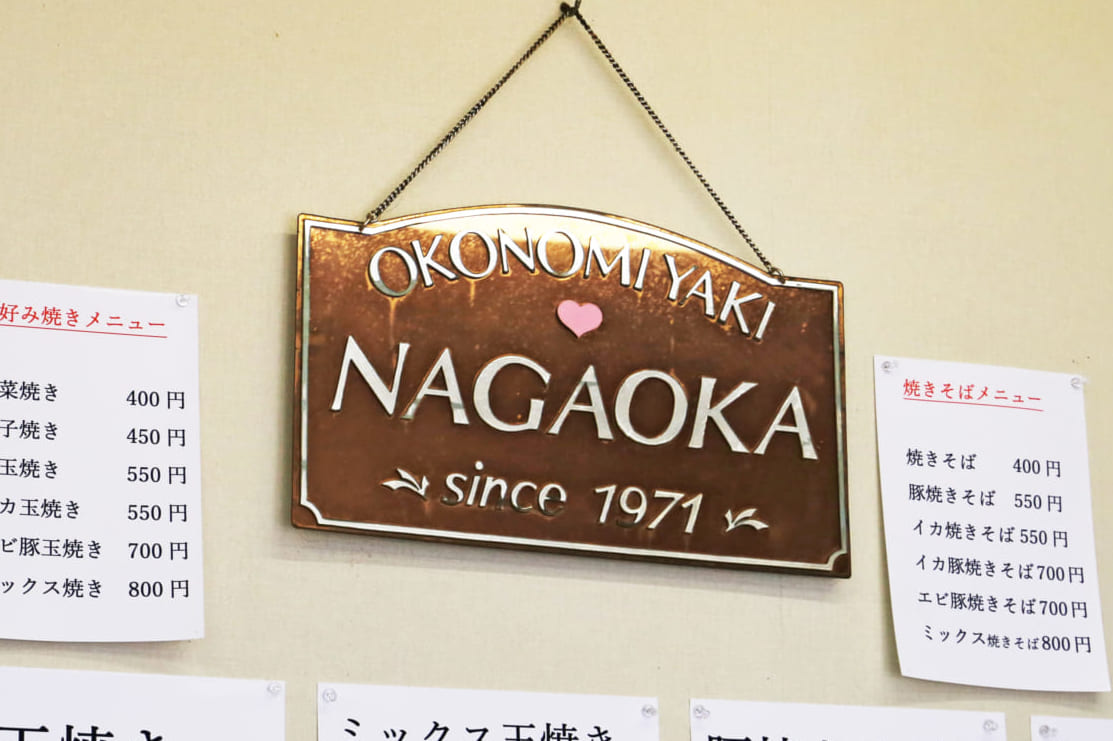 OKONOMIYAKI
NAGAOKA
since 1971
好み焼きメニュー
菜焼き 400円
子焼き 450円
玉焼き 550円
カ玉焼き 550円
ビ豚玉焼き 700円
ックス焼き 800円
焼きそばメニュー
焼きそば 400円
豚焼きそば 550円
イカ焼きそば 550円
イカ豚焼きそば 700円
エビ豚焼きそば 700円
ミックス焼きそば 800円
玉焼き
ミックス玉焼き